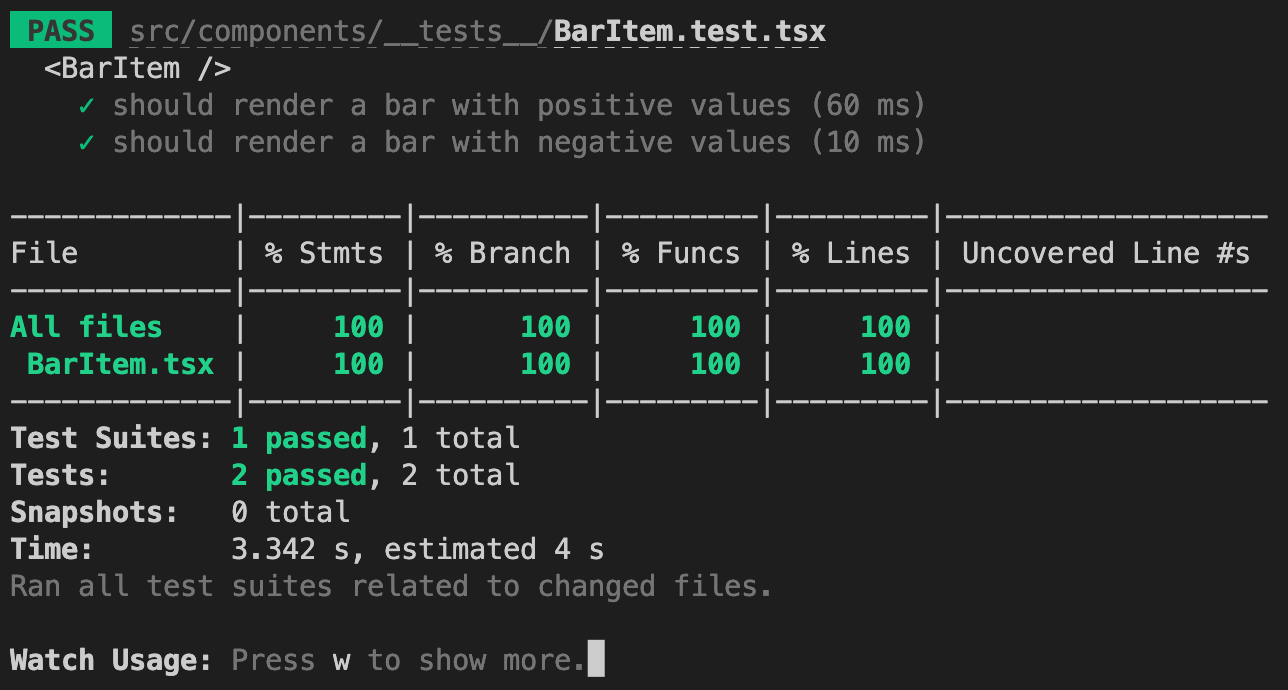 PASS src/components/__tests__/BarItem.test.tsx
  <BarItem />
    ✓ should render a bar with positive values (60 ms)
    ✓ should render a bar with negative values (10 ms)

-------------|---------|----------|---------|---------|-------------------
File         | % Stmts | % Branch | % Funcs | % Lines | Uncovered Line #s
-------------|---------|----------|---------|---------|-------------------
All files    |     100 |      100 |     100 |     100 |
 BarItem.tsx |     100 |      100 |     100 |     100 |
-------------|---------|----------|---------|---------|-------------------
Test Suites: 1 passed, 1 total
Tests:       2 passed, 2 total
Snapshots:   0 total
Time:        3.342 s, estimated 4 s
Ran all test suites related to changed files.

Watch Usage: Press w to show more.